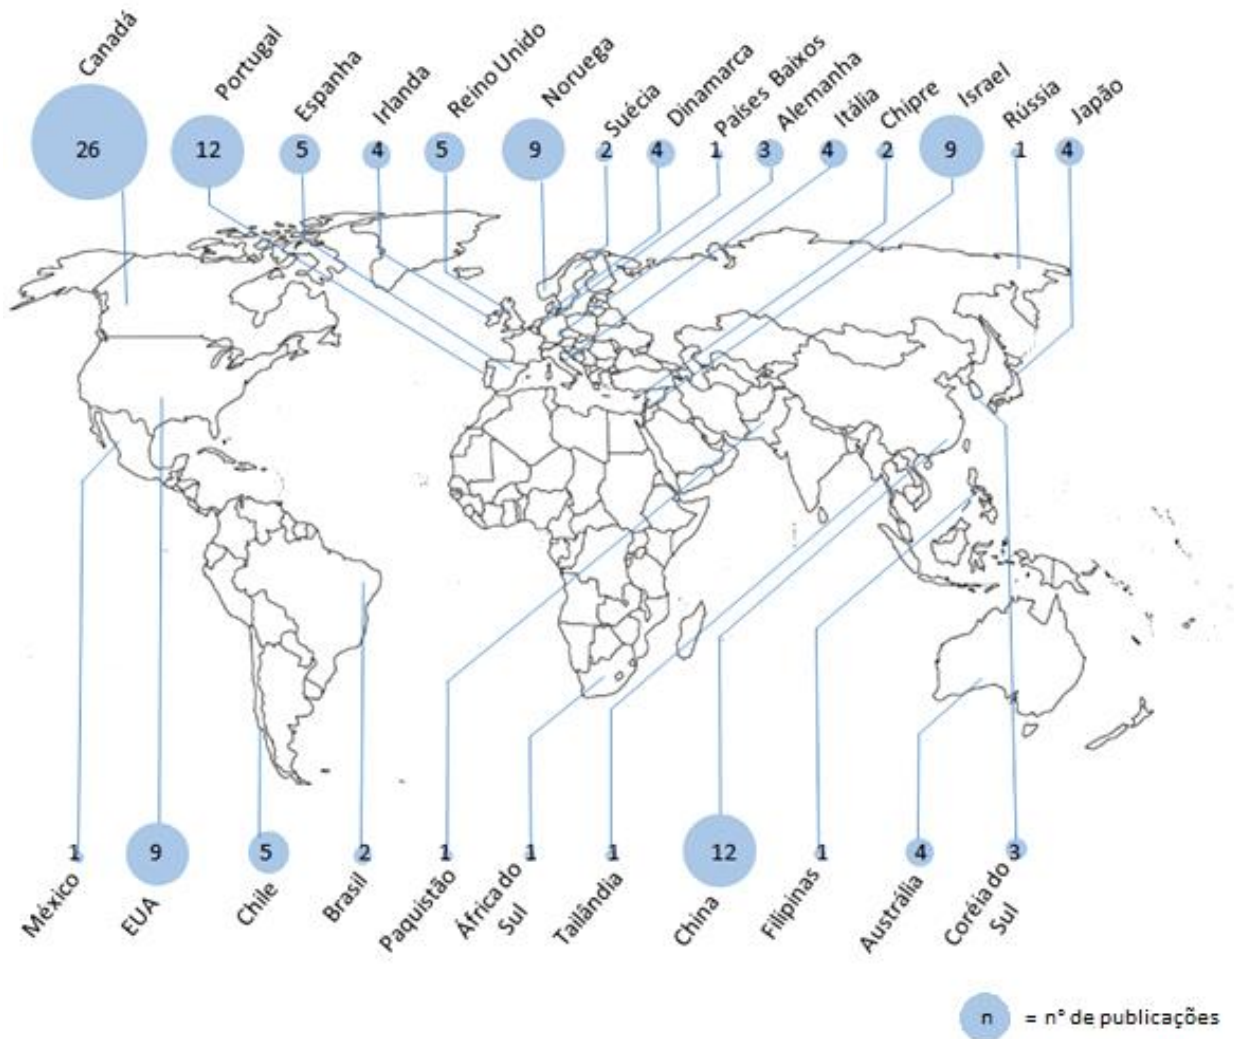 Canadá
Portugal
Espanha
Irlanda
Reino Unido
Noruega
Suécia
Dinamarca
Países Baixos
Alemanha
Itália
Chipre
Israel
Rússia
Japão
26
12
5
4
5
9
2
4
1
3
4
2
9
1
4
1
9
5
2
1
1
1
12
1
4
3
México
EUA
Chile
Brasil
Paquistão
África do
Sul
Tailândia
China
Filipinas
Austrália
Coréia do
Sul
n = n° de publicações